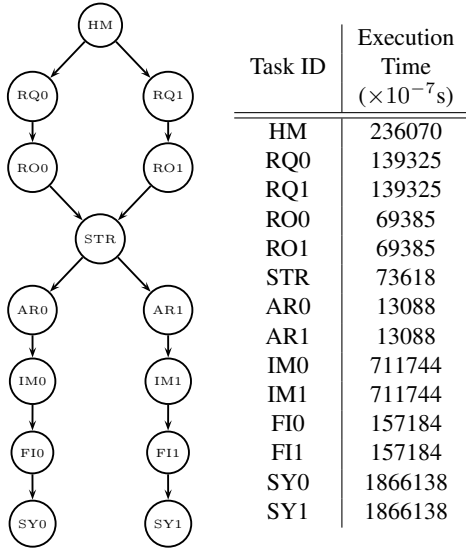 HM
RQ0 RQ1
RO0 RO1
STR
AR0 AR1
IM0 IM1
FI0 FI1
SY0 SY1
Task ID Execution Time (×10⁻⁷s)
HM 236070
RQ0 139325
RQ1 139325
RO0 69385
RO1 69385
STR 73618
AR0 13088
AR1 13088
IM0 711744
IM1 711744
FI0 157184
FI1 157184
SY0 1866138
SY1 1866138